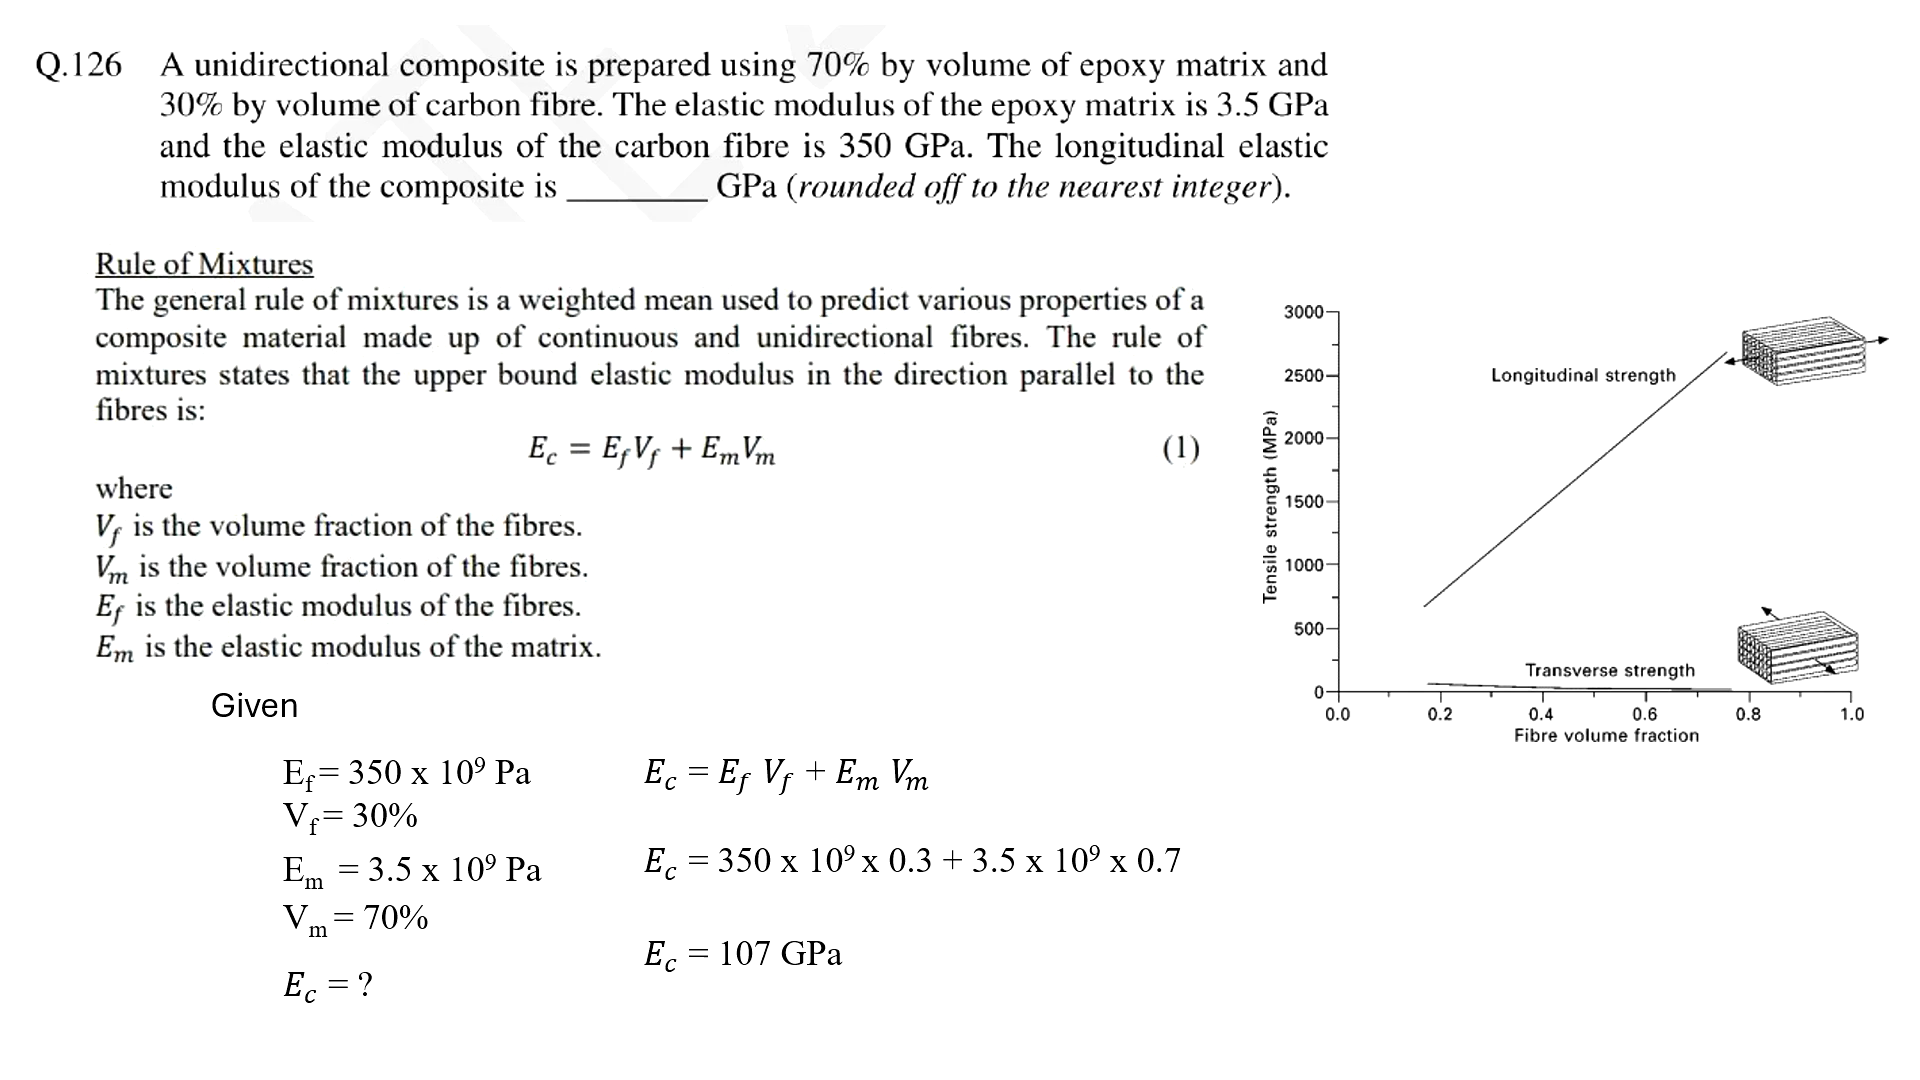 Q.126 A unidirectional composite is prepared using 70% by volume of epoxy matrix and
30% by volume of carbon fibre. The elastic modulus of the epoxy matrix is 3.5 GPa
and the elastic modulus of the carbon fibre is 350 GPa. The longitudinal elastic
modulus of the composite is ________ GPa (rounded off to the nearest integer).
Rule of Mixtures
The general rule of mixtures is a weighted mean used to predict various properties of a
composite material made up of continuous and unidirectional fibres. The rule of
mixtures states that the upper bound elastic modulus in the direction parallel to the
fibres is:
E_c = E_f V_f + E_m V_m (1)
where
V_f is the volume fraction of the fibres.
V_m is the volume fraction of the fibres.
E_f is the elastic modulus of the fibres.
E_m is the elastic modulus of the matrix.
3000
2500
2000
1500
1000
500
0
Tensile strength (MPa)
Longitudinal strength
Transverse strength
0.0 0.2 0.4 0.6 0.8 1.0
Fibre volume fraction
Given
E_f = 350 x 10⁹ Pa
V_f = 30%
E_m = 3.5 x 10⁹ Pa
V_m = 70%
E_c = ?
E_c = E_f V_f + E_m V_m
E_c = 350 x 10⁹ x 0.3 + 3.5 x 10⁹ x 0.7
E_c = 107 GPa